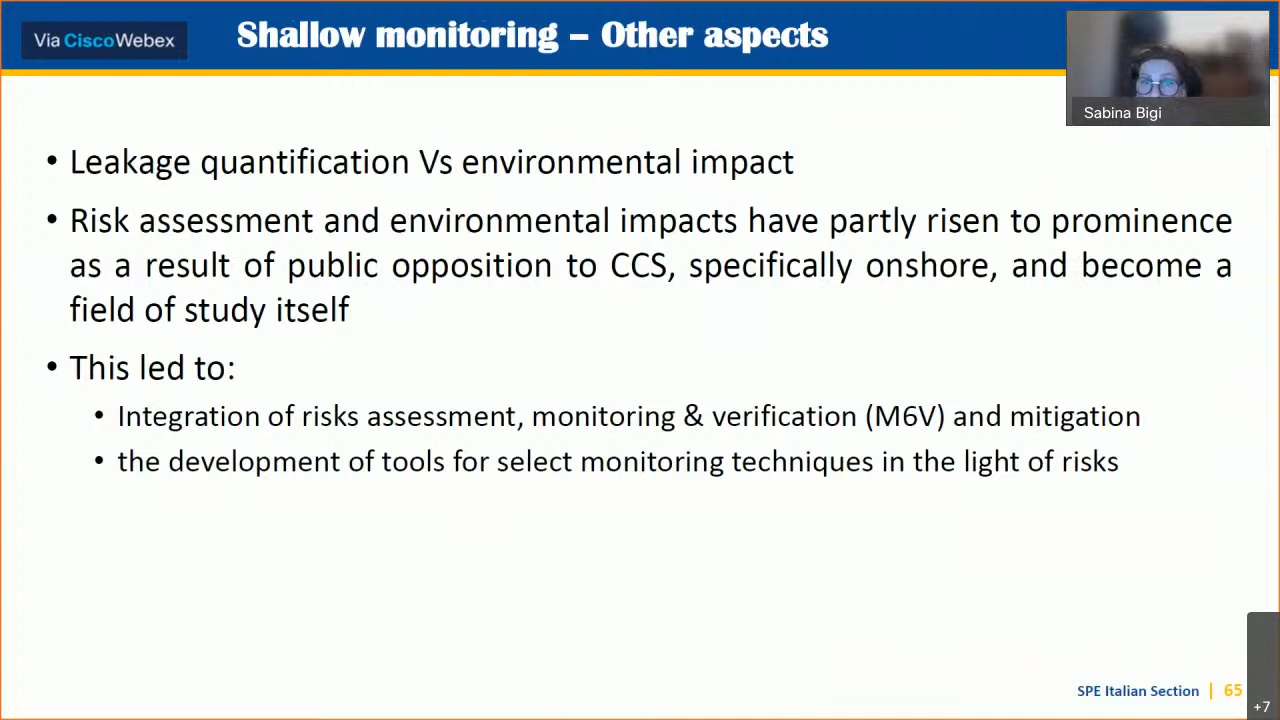 Via CiscoWebex
Shallow monitoring – Other aspects
Sabina Bigi
• Leakage quantification Vs environmental impact
• Risk assessment and environmental impacts have partly risen to prominence
as a result of public opposition to CCS, specifically onshore, and become a
field of study itself
• This led to:
• Integration of risks assessment, monitoring & verification (M6V) and mitigation
• the development of tools for select monitoring techniques in the light of risks
SPE Italian Section | 65
+7